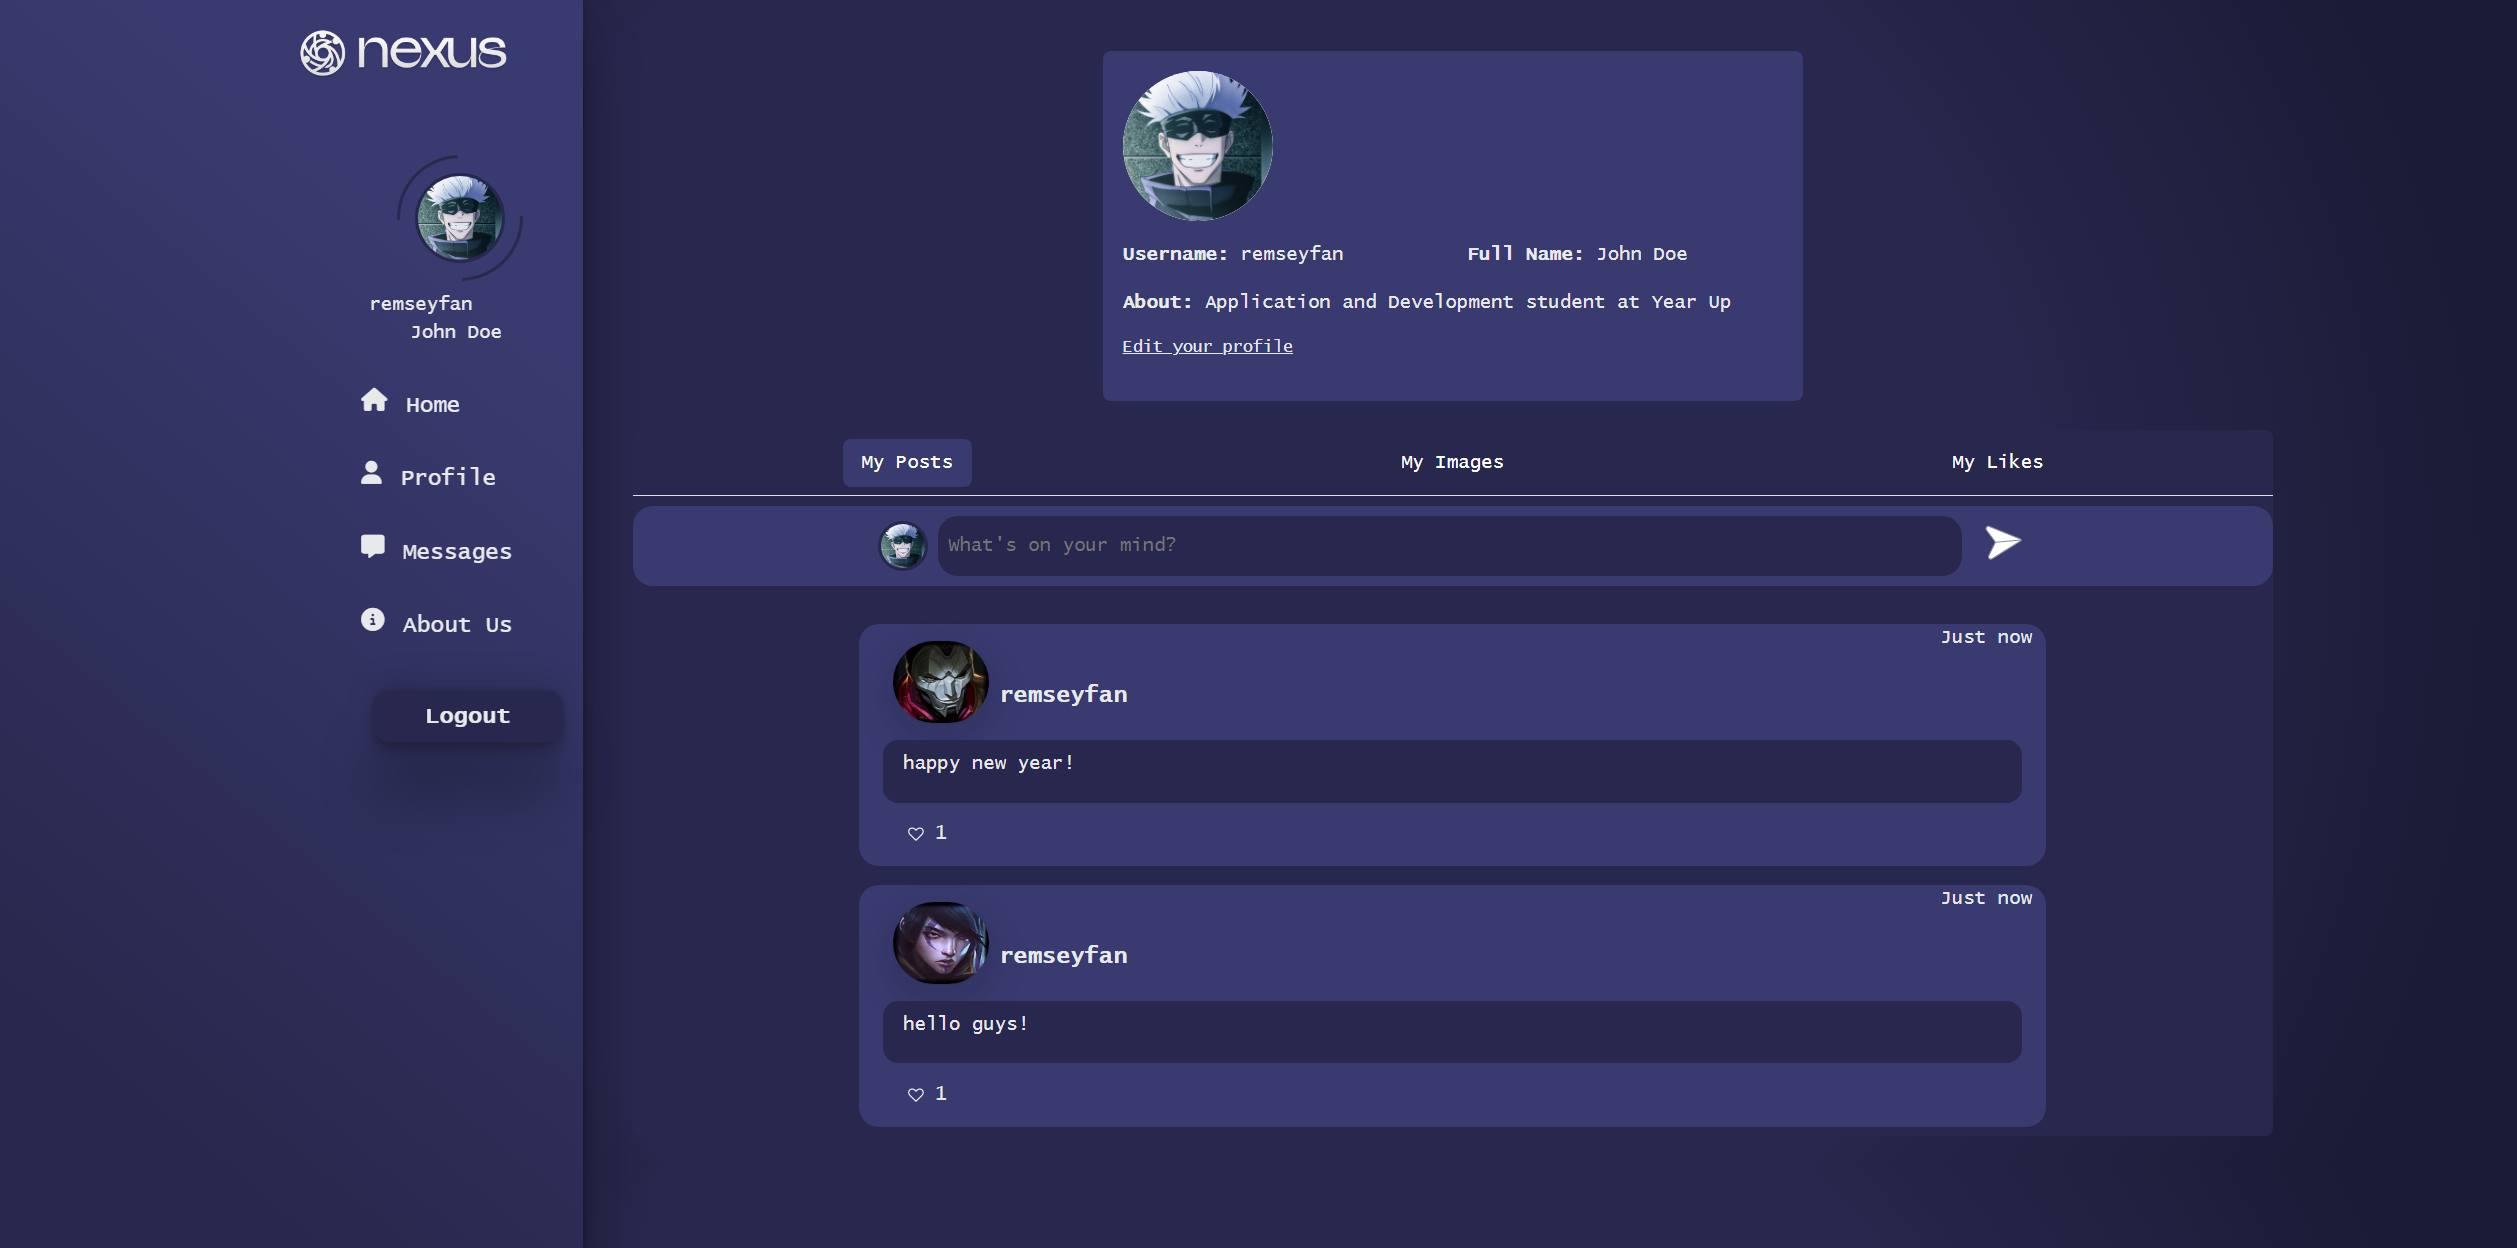 nexus
remseyfan
John Doe
Home
Profile
Messages
About Us
Logout
Username: remseyfan Full Name: John Doe
About: Application and Development student at Year Up
Edit your profile
My Posts My Images My Likes
What's on your mind?
Just now
remseyfan
happy new year!
1
Just now
remseyfan
hello guys!
1